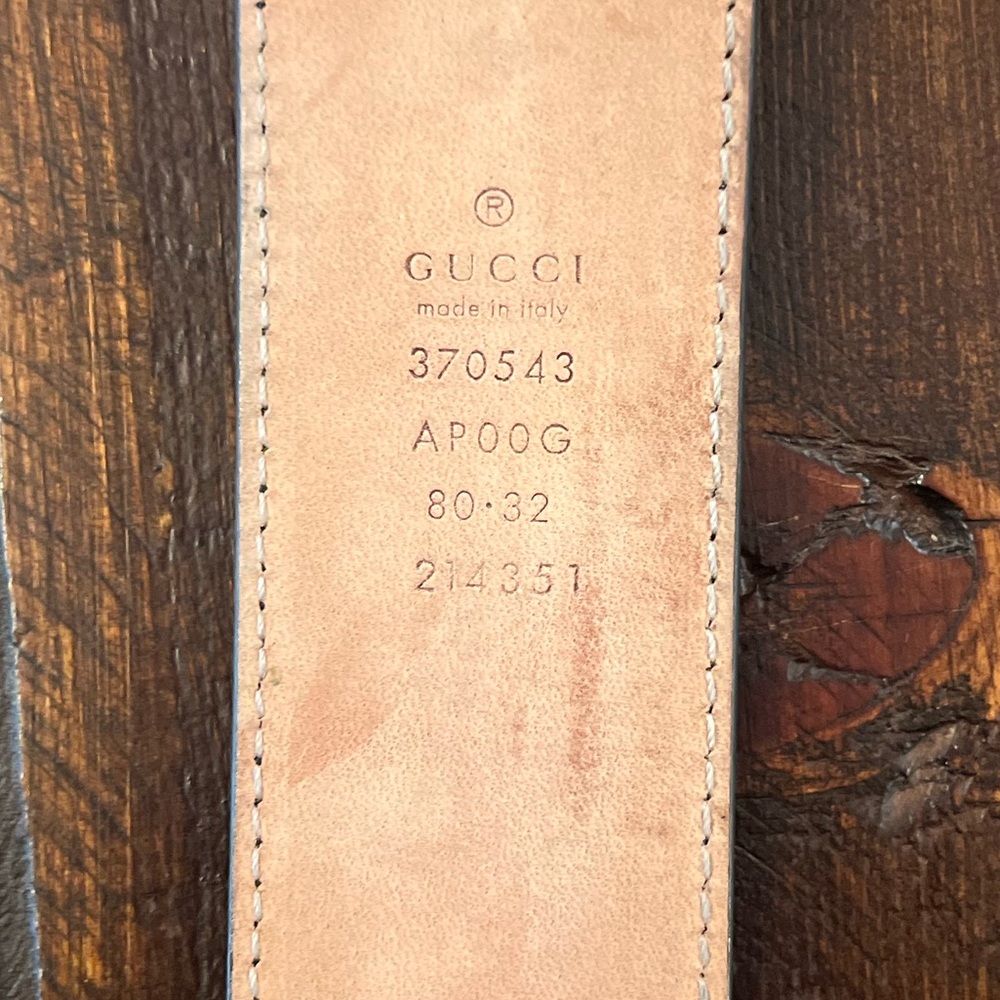 ®
GUCCI
made in italy
370543
AP00G
80·32
214351